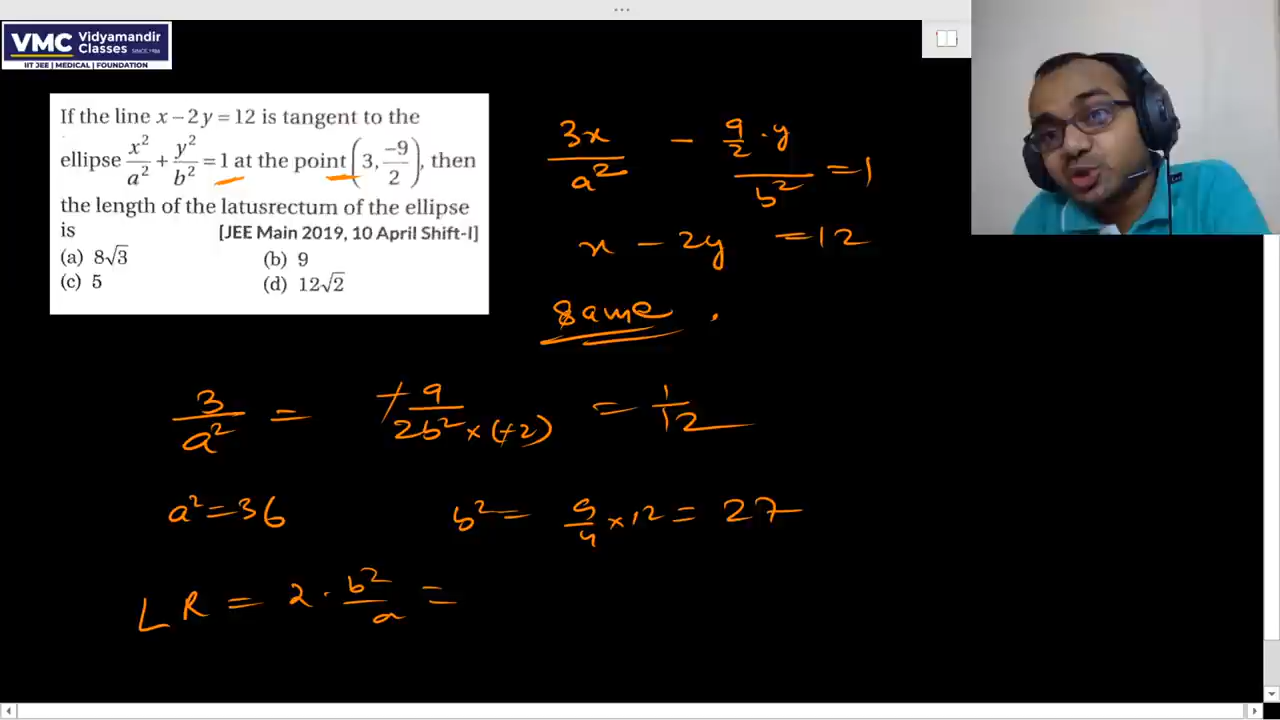 VMC Vidyamandir Classes
SINCE 1986
IIT JEE | MEDICAL | FOUNDATION
If the line x − 2y = 12 is tangent to the
ellipse x²/a² + y²/b² = 1 at the point (3, −9/2), then
the length of the latusrectum of the ellipse
is [JEE Main 2019, 10 April Shift-I]
(a) 8√3 (b) 9
(c) 5 (d) 12√2
3x/a² − (9/2 · y)/b² = 1
x − 2y = 12
same .
3/a² = +9/(2b² × (+2)) = 1/12
a² = 36 b² = 9/4 × 12 = 27
LR = 2 · b²/a =